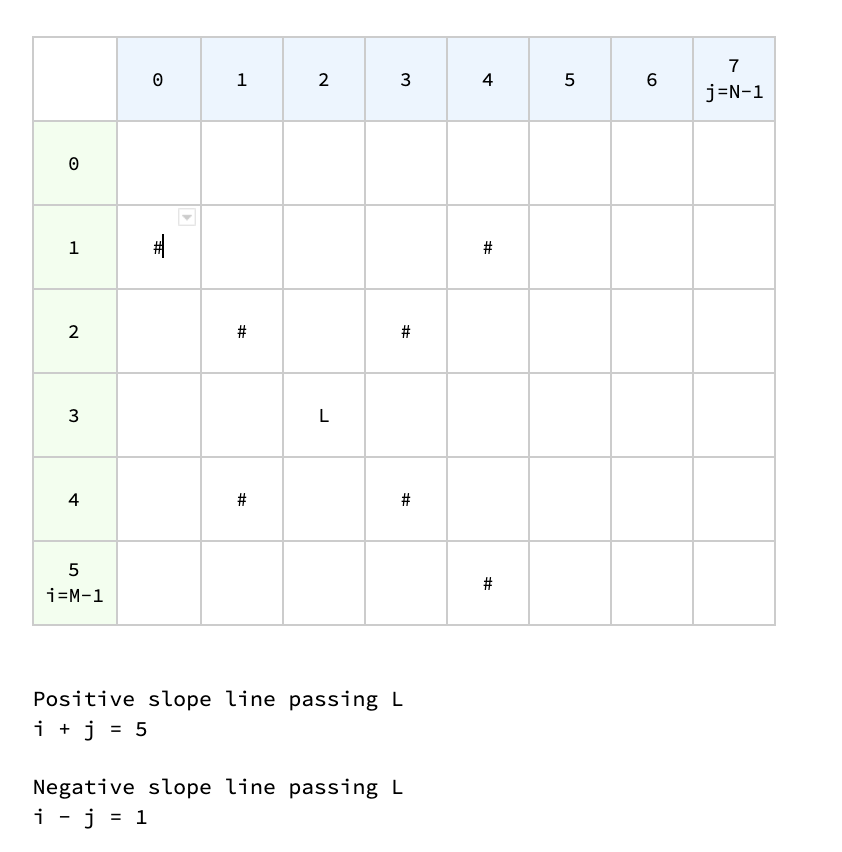 0 1 2 3 4 5 6 7
j=N-1
0
1 # #
2 # #
3 L
4 # #
5 #
i=M-1
Positive slope line passing L
i + j = 5
Negative slope line passing L
i - j = 1